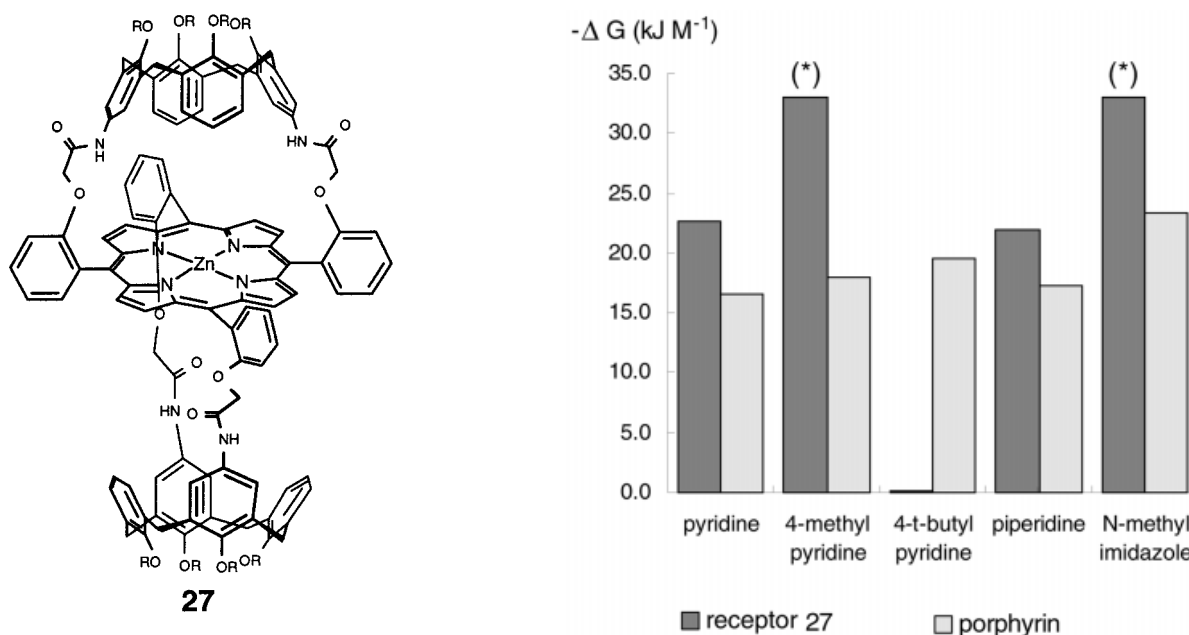 OR
OR
RO
OR
O
N
H
HN
O
O
O
N
N
Zn
N
N
O
O
O
HN
O
NH
RO
OR
OR
OR
27
-Δ G (kJ M⁻¹)
35.0
30.0
25.0
20.0
15.0
10.0
5.0
0.0
(*)
(*)
pyridine
4-methyl
pyridine
4-t-butyl
pyridine
piperidine
N-methyl
imidazole
receptor 27
porphyrin